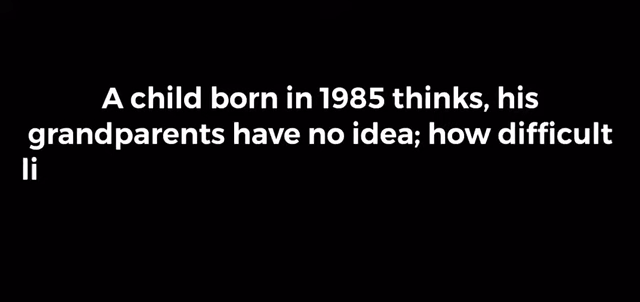 A child born in 1985 thinks, his
grandparents have no idea; how difficult
li